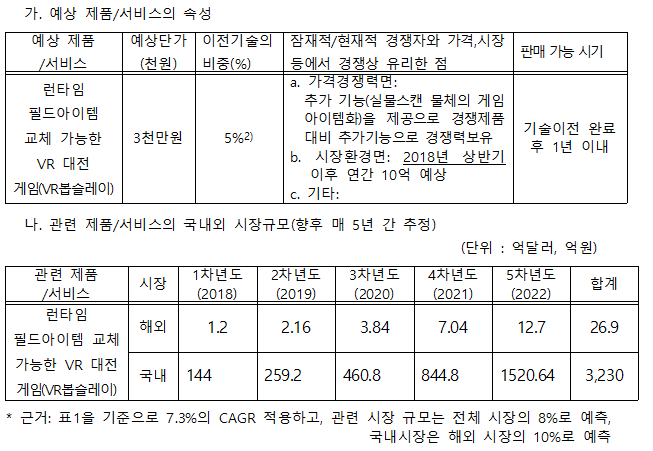 가. 예상 제품/서비스의 속성
예상 제품
/서비스
예상단가
(천원)
이전기술의
비중(%)
잠재적/현재적 경쟁자와 가격,시장
등에서 경쟁상 유리한 점
판매 가능 시기
런타임
필드아이템
교체 가능한
VR 대전
게임(VR봅슬레이)
3천만원
5%2)
a. 가격경쟁력면:
추가 기능(실물스캔 물체의 게임
아이템화)을 제공으로 경쟁제품
대비 추가기능으로 경쟁력보유
b. 시장환경면: 2018년 상반기
이후 연간 10억 예상
c. 기타:
기술이전 완료
후 1년 이내
나. 관련 제품/서비스의 국내외 시장규모(향후 매 5년 간 추정)
(단위 : 억달러, 억원)
관련 제품
/서비스
시장
1차년도
(2018)
2차년도
(2019)
3차년도
(2020)
4차년도
(2021)
5차년도
(2022)
합계
런타임
필드아이템 교체
가능한 VR 대전
게임(VR봅슬레이)
해외 1.2 2.16 3.84 7.04 12.7 26.9
국내 144 259.2 460.8 844.8 1520.64 3,230
* 근거: 표1을 기준으로 7.3%의 CAGR 적용하고, 관련 시장 규모는 전체 시장의 8%로 예측,
국내시장은 해외 시장의 10%로 예측